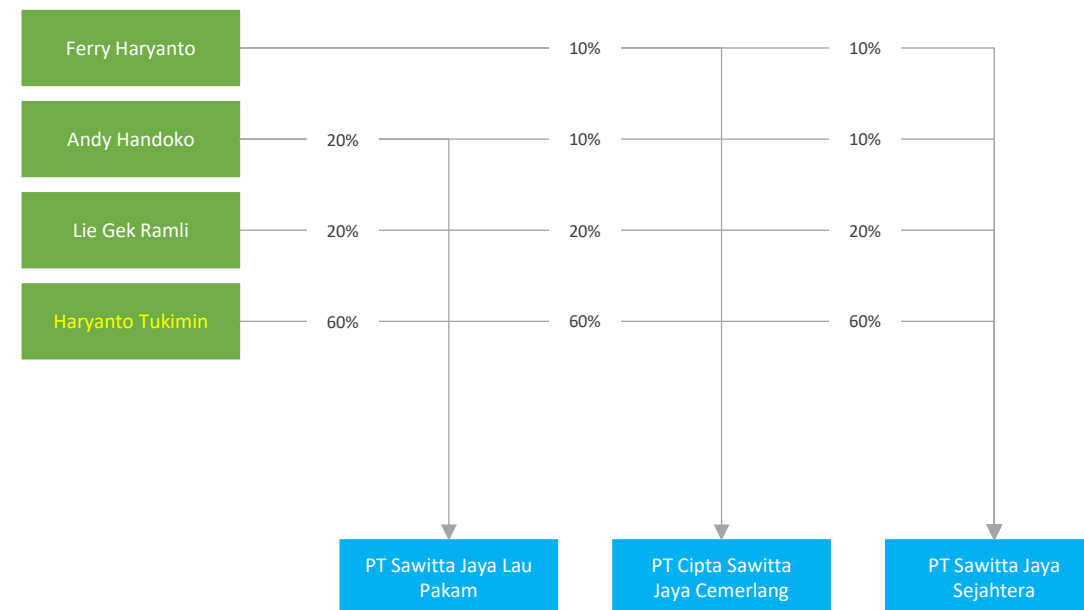 Ferry Haryanto
10%
10%
Andy Handoko
20%
10%
10%
Lie Gek Ramli
20%
20%
20%
Haryanto Tukimin
60%
60%
60%
PT Sawitta Jaya Lau
Pakam
PT Cipta Sawitta
Jaya Cemerlang
PT Sawitta Jaya
Sejahtera